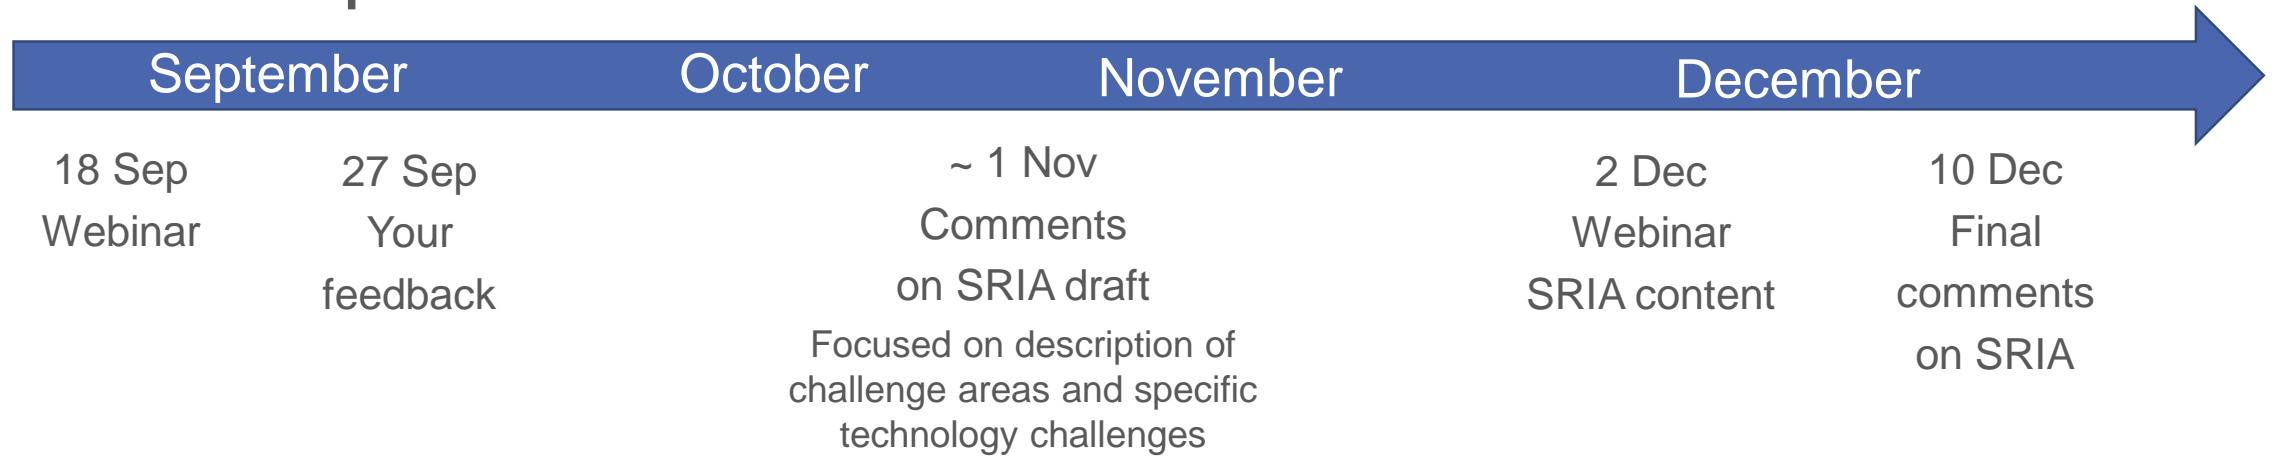 September October November December
18 Sep
Webinar
27 Sep
Your
feedback
~ 1 Nov
Comments
on SRIA draft
Focused on description of
challenge areas and specific
technology challenges
2 Dec
Webinar
SRIA content
10 Dec
Final
comments
on SRIA